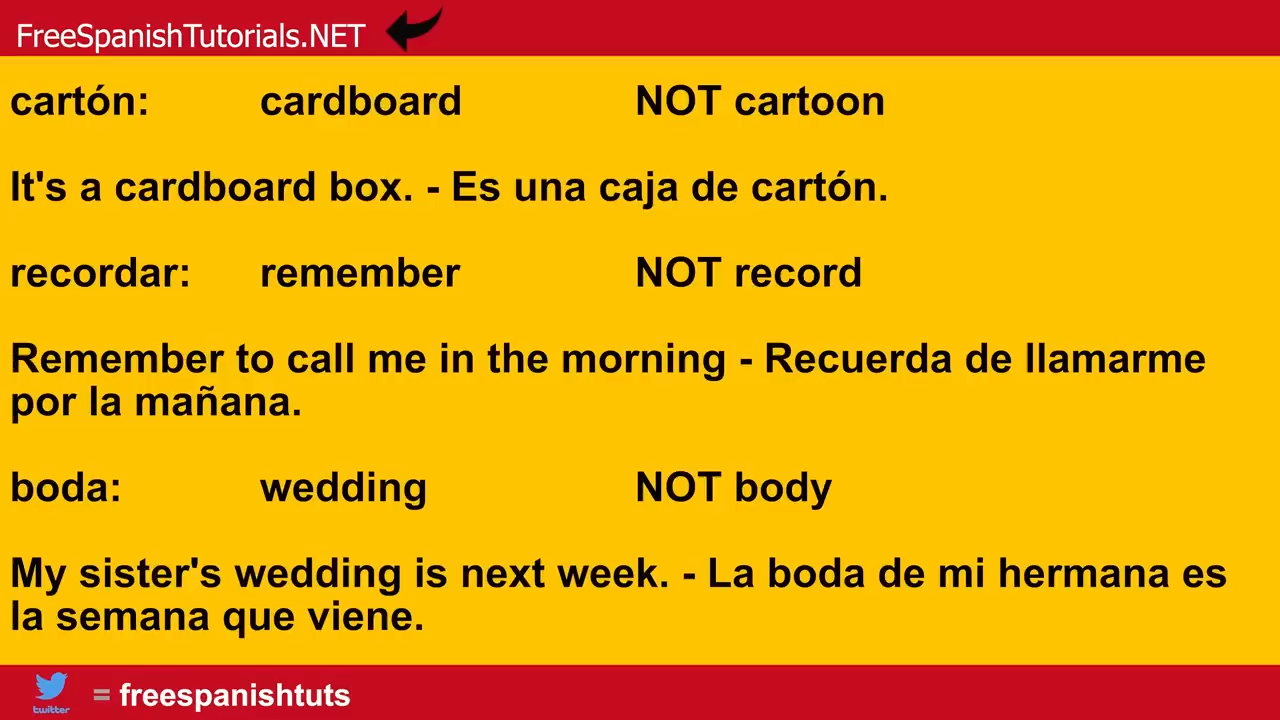 FreeSpanishTutorials.NET
cartón: cardboard NOT cartoon
It's a cardboard box. - Es una caja de cartón.
recordar: remember NOT record
Remember to call me in the morning - Recuerda de llamarme
por la mañana.
boda: wedding NOT body
My sister's wedding is next week. - La boda de mi hermana es
la semana que viene.
twitter = freespanishtuts